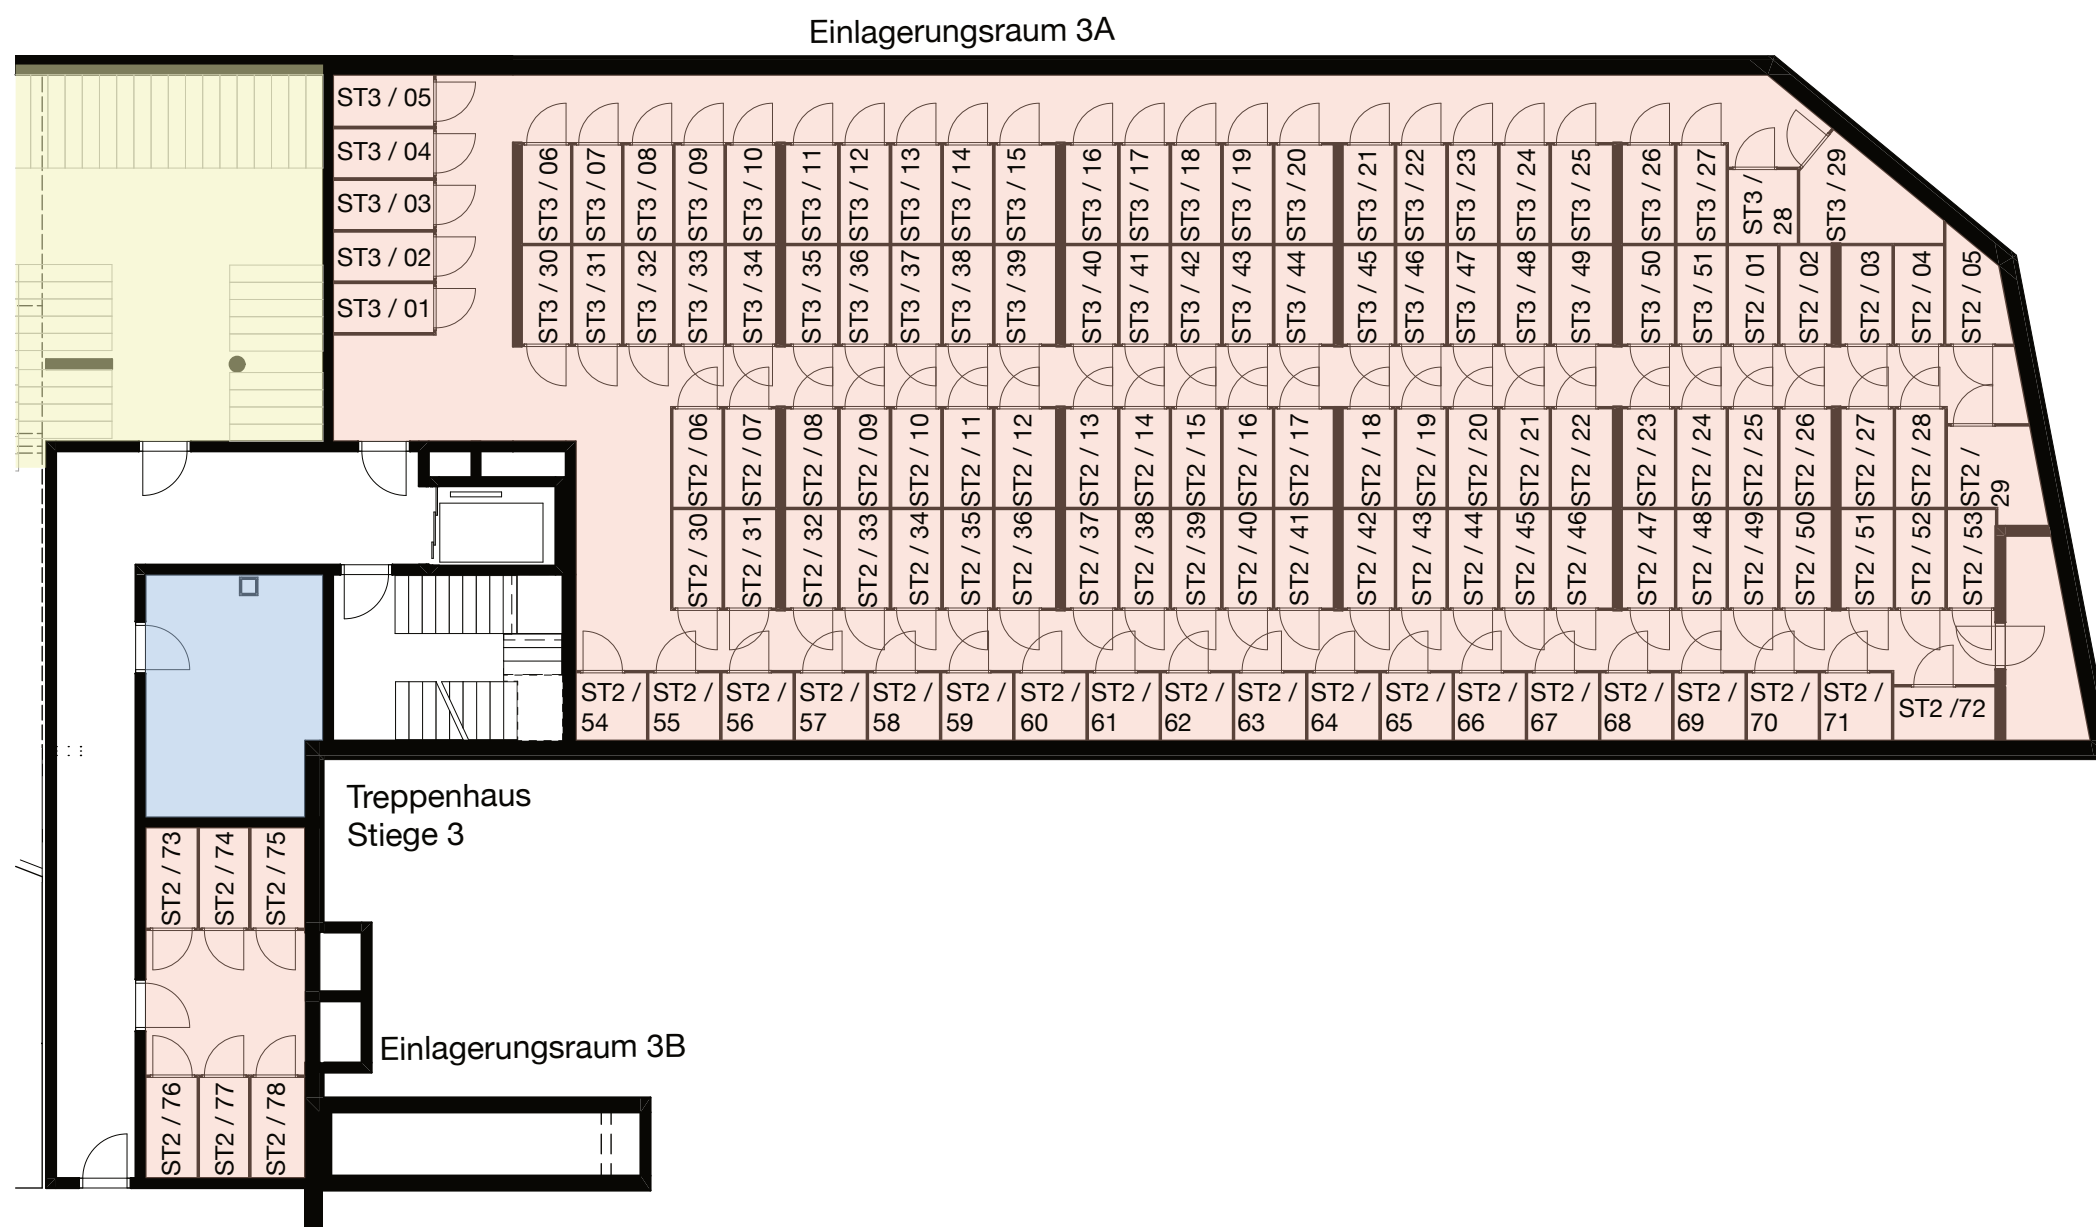 Einlagerungsraum 3A
ST3 / 05
ST3 / 04
ST3 / 03
ST3 / 02
ST3 / 01
ST3 / 06
ST3 / 07
ST3 / 08
ST3 / 09
ST3 / 10
ST3 / 11
ST3 / 12
ST3 / 13
ST3 / 14
ST3 / 15
ST3 / 16
ST3 / 17
ST3 / 18
ST3 / 19
ST3 / 20
ST3 / 21
ST3 / 22
ST3 / 23
ST3 / 24
ST3 / 25
ST3 / 26
ST3 / 27
ST3 /
28
ST3 / 29
ST3 / 30
ST3 / 31
ST3 / 32
ST3 / 33
ST3 / 34
ST3 / 35
ST3 / 36
ST3 / 37
ST3 / 38
ST3 / 39
ST3 / 40
ST3 / 41
ST3 / 42
ST3 / 43
ST3 / 44
ST3 / 45
ST3 / 46
ST3 / 47
ST3 / 48
ST3 / 49
ST3 / 50
ST3 / 51
ST2 / 01
ST2 / 02
ST2 / 03
ST2 / 04
ST2 / 05
ST2 / 06
ST2 / 07
ST2 / 08
ST2 / 09
ST2 / 10
ST2 / 11
ST2 / 12
ST2 / 13
ST2 / 14
ST2 / 15
ST2 / 16
ST2 / 17
ST2 / 18
ST2 / 19
ST2 / 20
ST2 / 21
ST2 / 22
ST2 / 23
ST2 / 24
ST2 / 25
ST2 / 26
ST2 / 27
ST2 / 28
ST2 /
29
ST2 / 30
ST2 / 31
ST2 / 32
ST2 / 33
ST2 / 34
ST2 / 35
ST2 / 36
ST2 / 37
ST2 / 38
ST2 / 39
ST2 / 40
ST2 / 41
ST2 / 42
ST2 / 43
ST2 / 44
ST2 / 45
ST2 / 46
ST2 / 47
ST2 / 48
ST2 / 49
ST2 / 50
ST2 / 51
ST2 / 52
ST2 / 53
ST2 /
54
ST2 /
55
ST2 /
56
ST2 /
57
ST2 /
58
ST2 /
59
ST2 /
60
ST2 /
61
ST2 /
62
ST2 /
63
ST2 /
64
ST2 /
65
ST2 /
66
ST2 /
67
ST2 /
68
ST2 /
69
ST2 /
70
ST2 /
71
ST2 /72
Treppenhaus
Stiege 3
ST2 / 73
ST2 / 74
ST2 / 75
Einlagerungsraum 3B
ST2 / 76
ST2 / 77
ST2 / 78